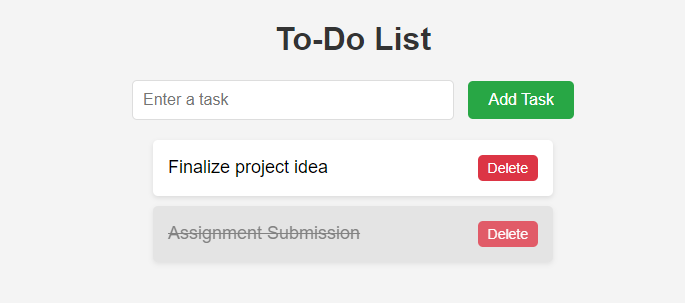 To-Do List
Enter a task Add Task
Finalize project idea Delete
Assignment Submission Delete